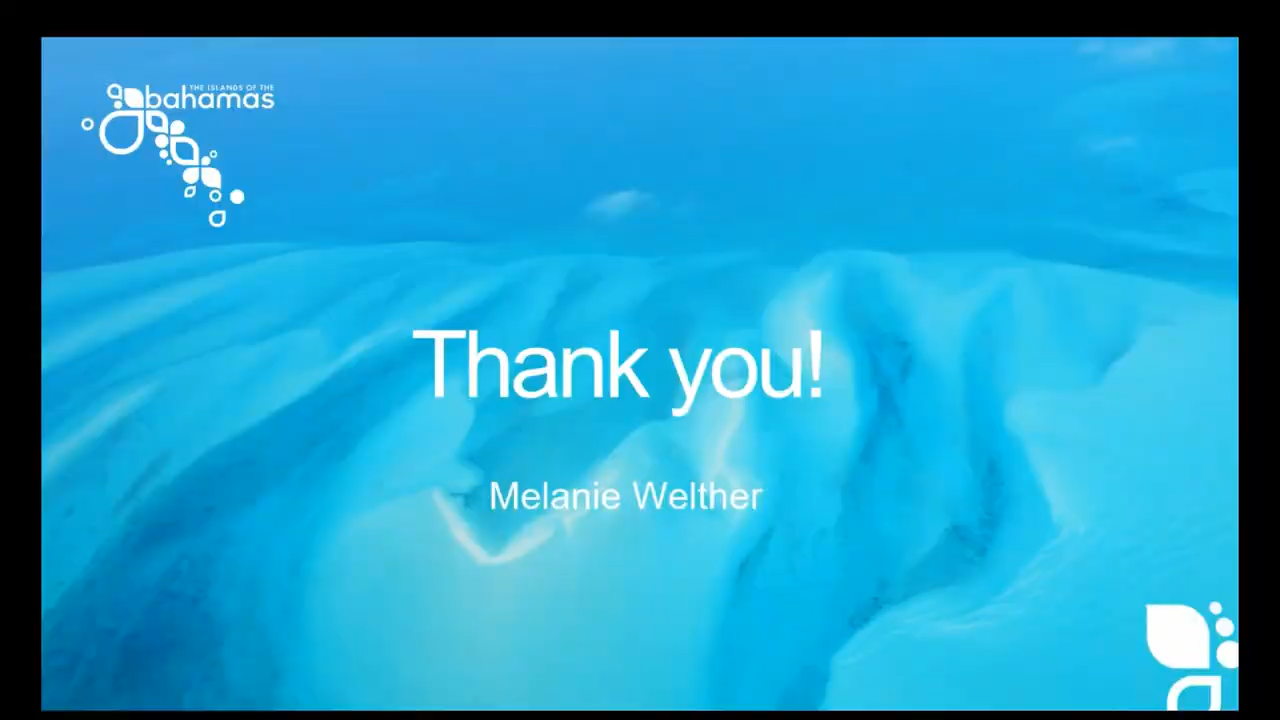 THE ISLANDS OF THE
bahamas
Thank you!
Melanie Welther